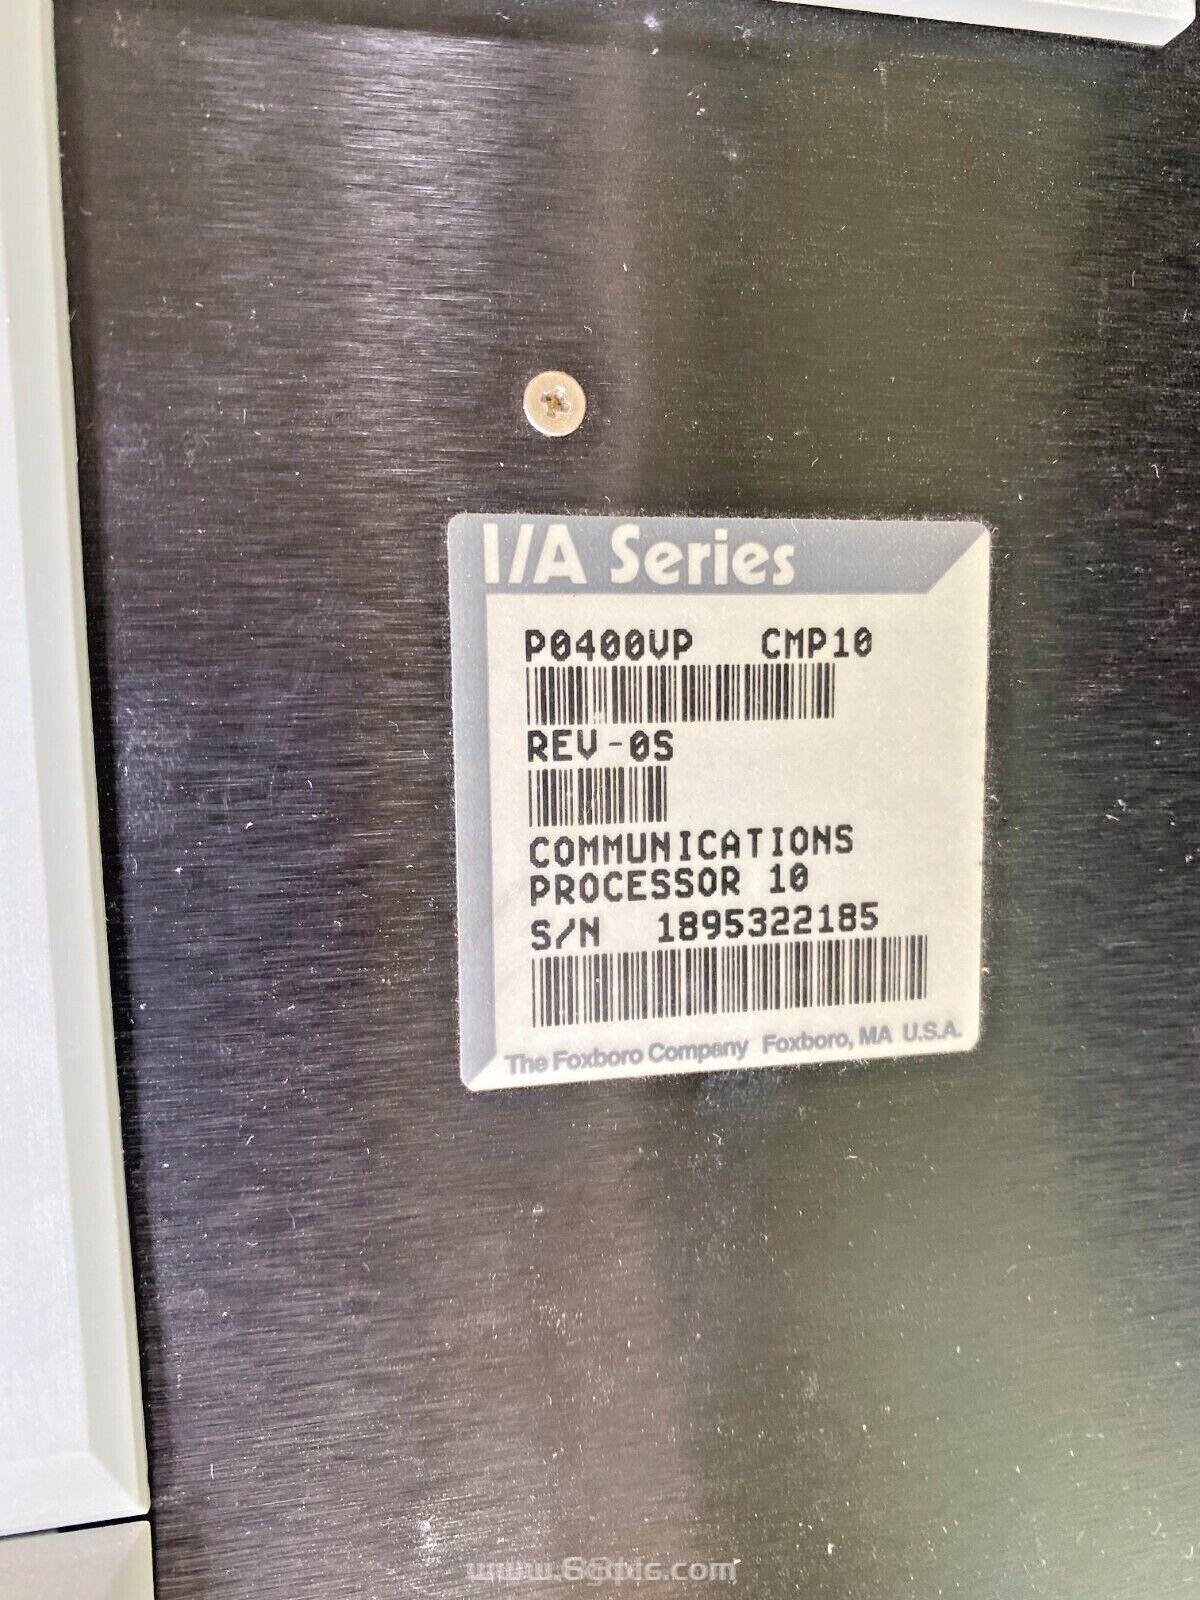 I/A Series
P0400VP CMP10
REV-0S
COMMUNICATIONS
PROCESSOR 10
S/N 1895322185
The Foxboro Company Foxboro, MA U.S.A.